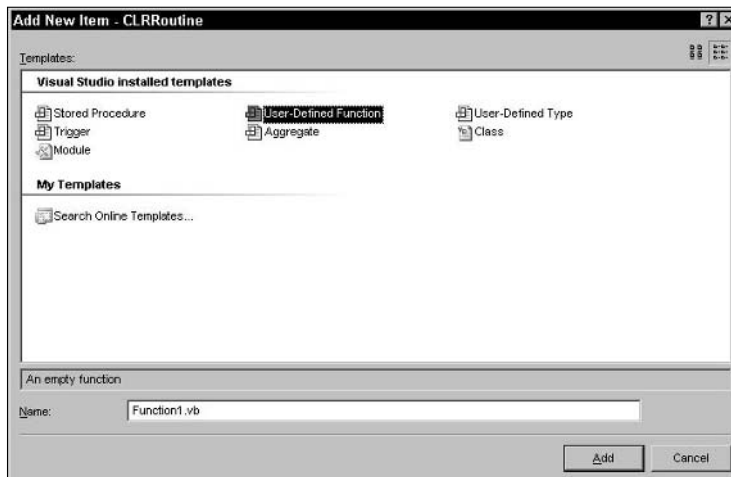 Add New Item - CLRRoutine
Templates:
Visual Studio installed templates
Stored Procedure
User-Defined Function
User-Defined Type
Trigger
Aggregate
Class
Module
My Templates
Search Online Templates...
An empty function
Name:
Function1.vb
Add
Cancel